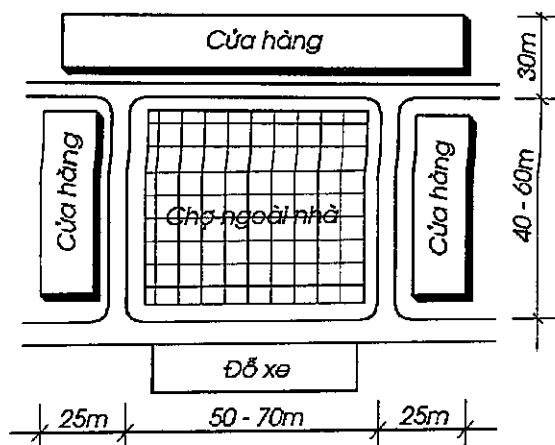 Cửa hàng
30m
Cửa hàng
Chợ ngoài nhà
Cửa hàng
40 - 60m
Đỗ xe
25m
50 - 70m
25m